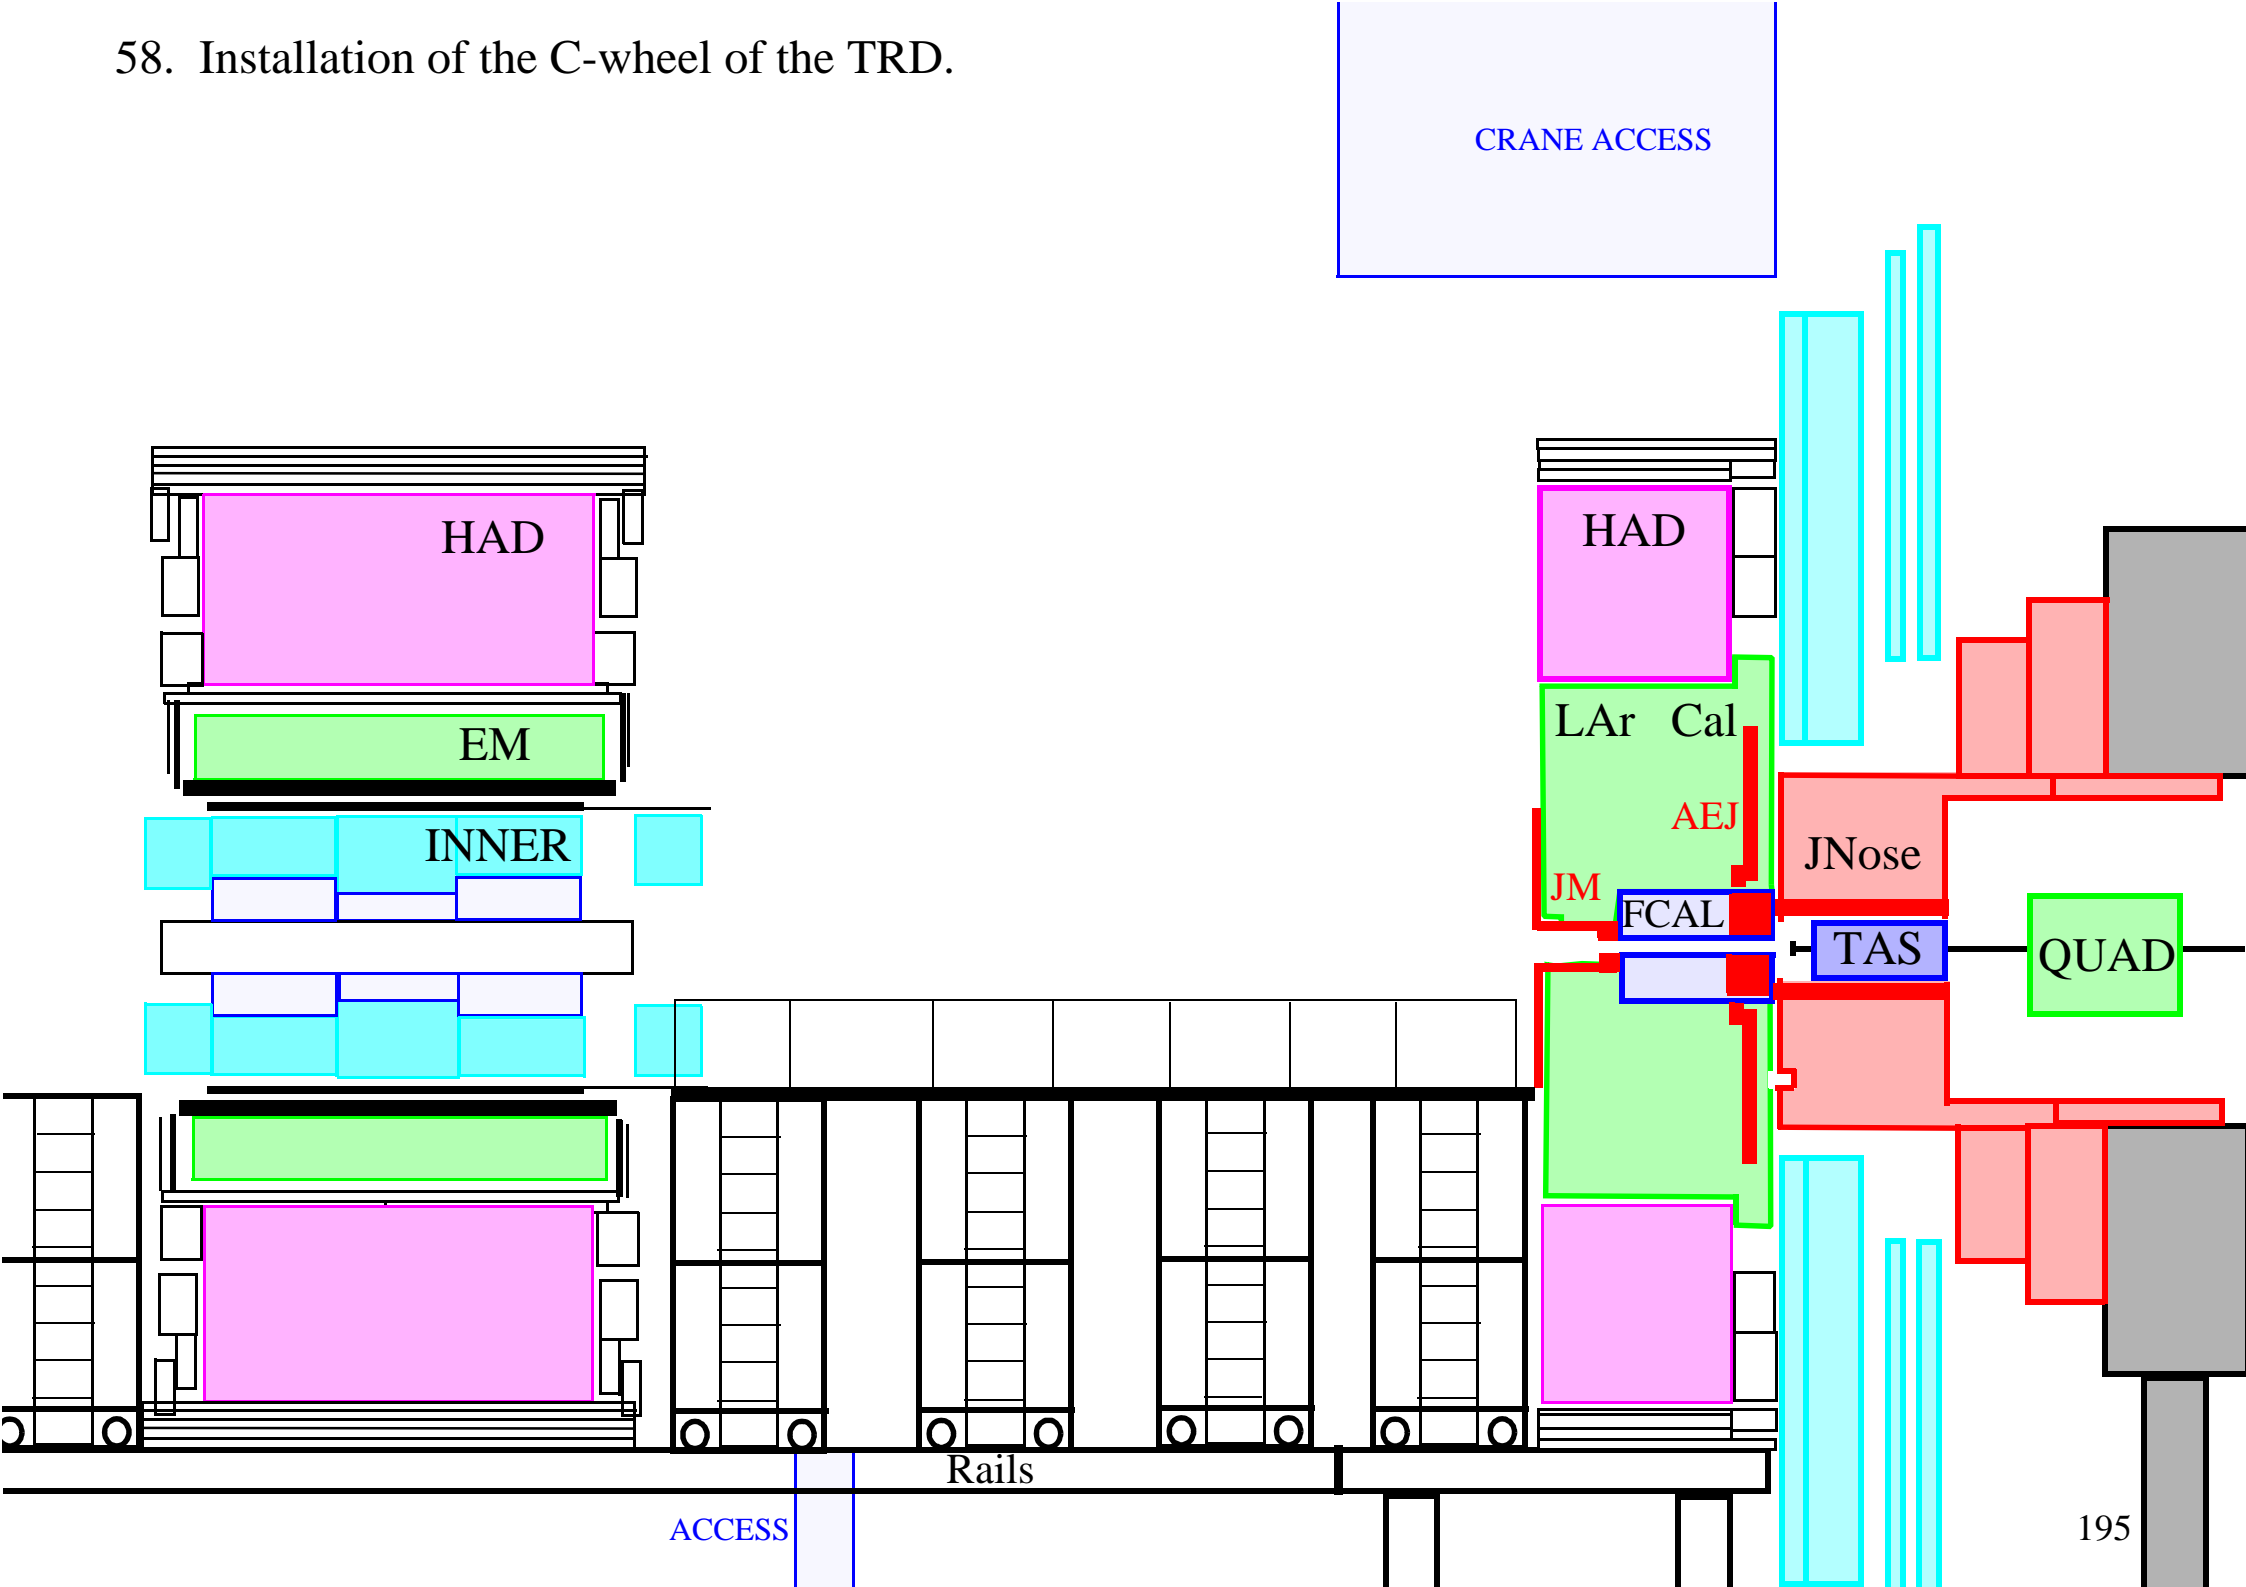 58. Installation of the C-wheel of the TRD.
CRANE ACCESS
HAD
HAD
LAr Cal
EM
AEJ
INNER
JNose
JM
FCAL
TAS
QUAD
Rails
ACCESS
195